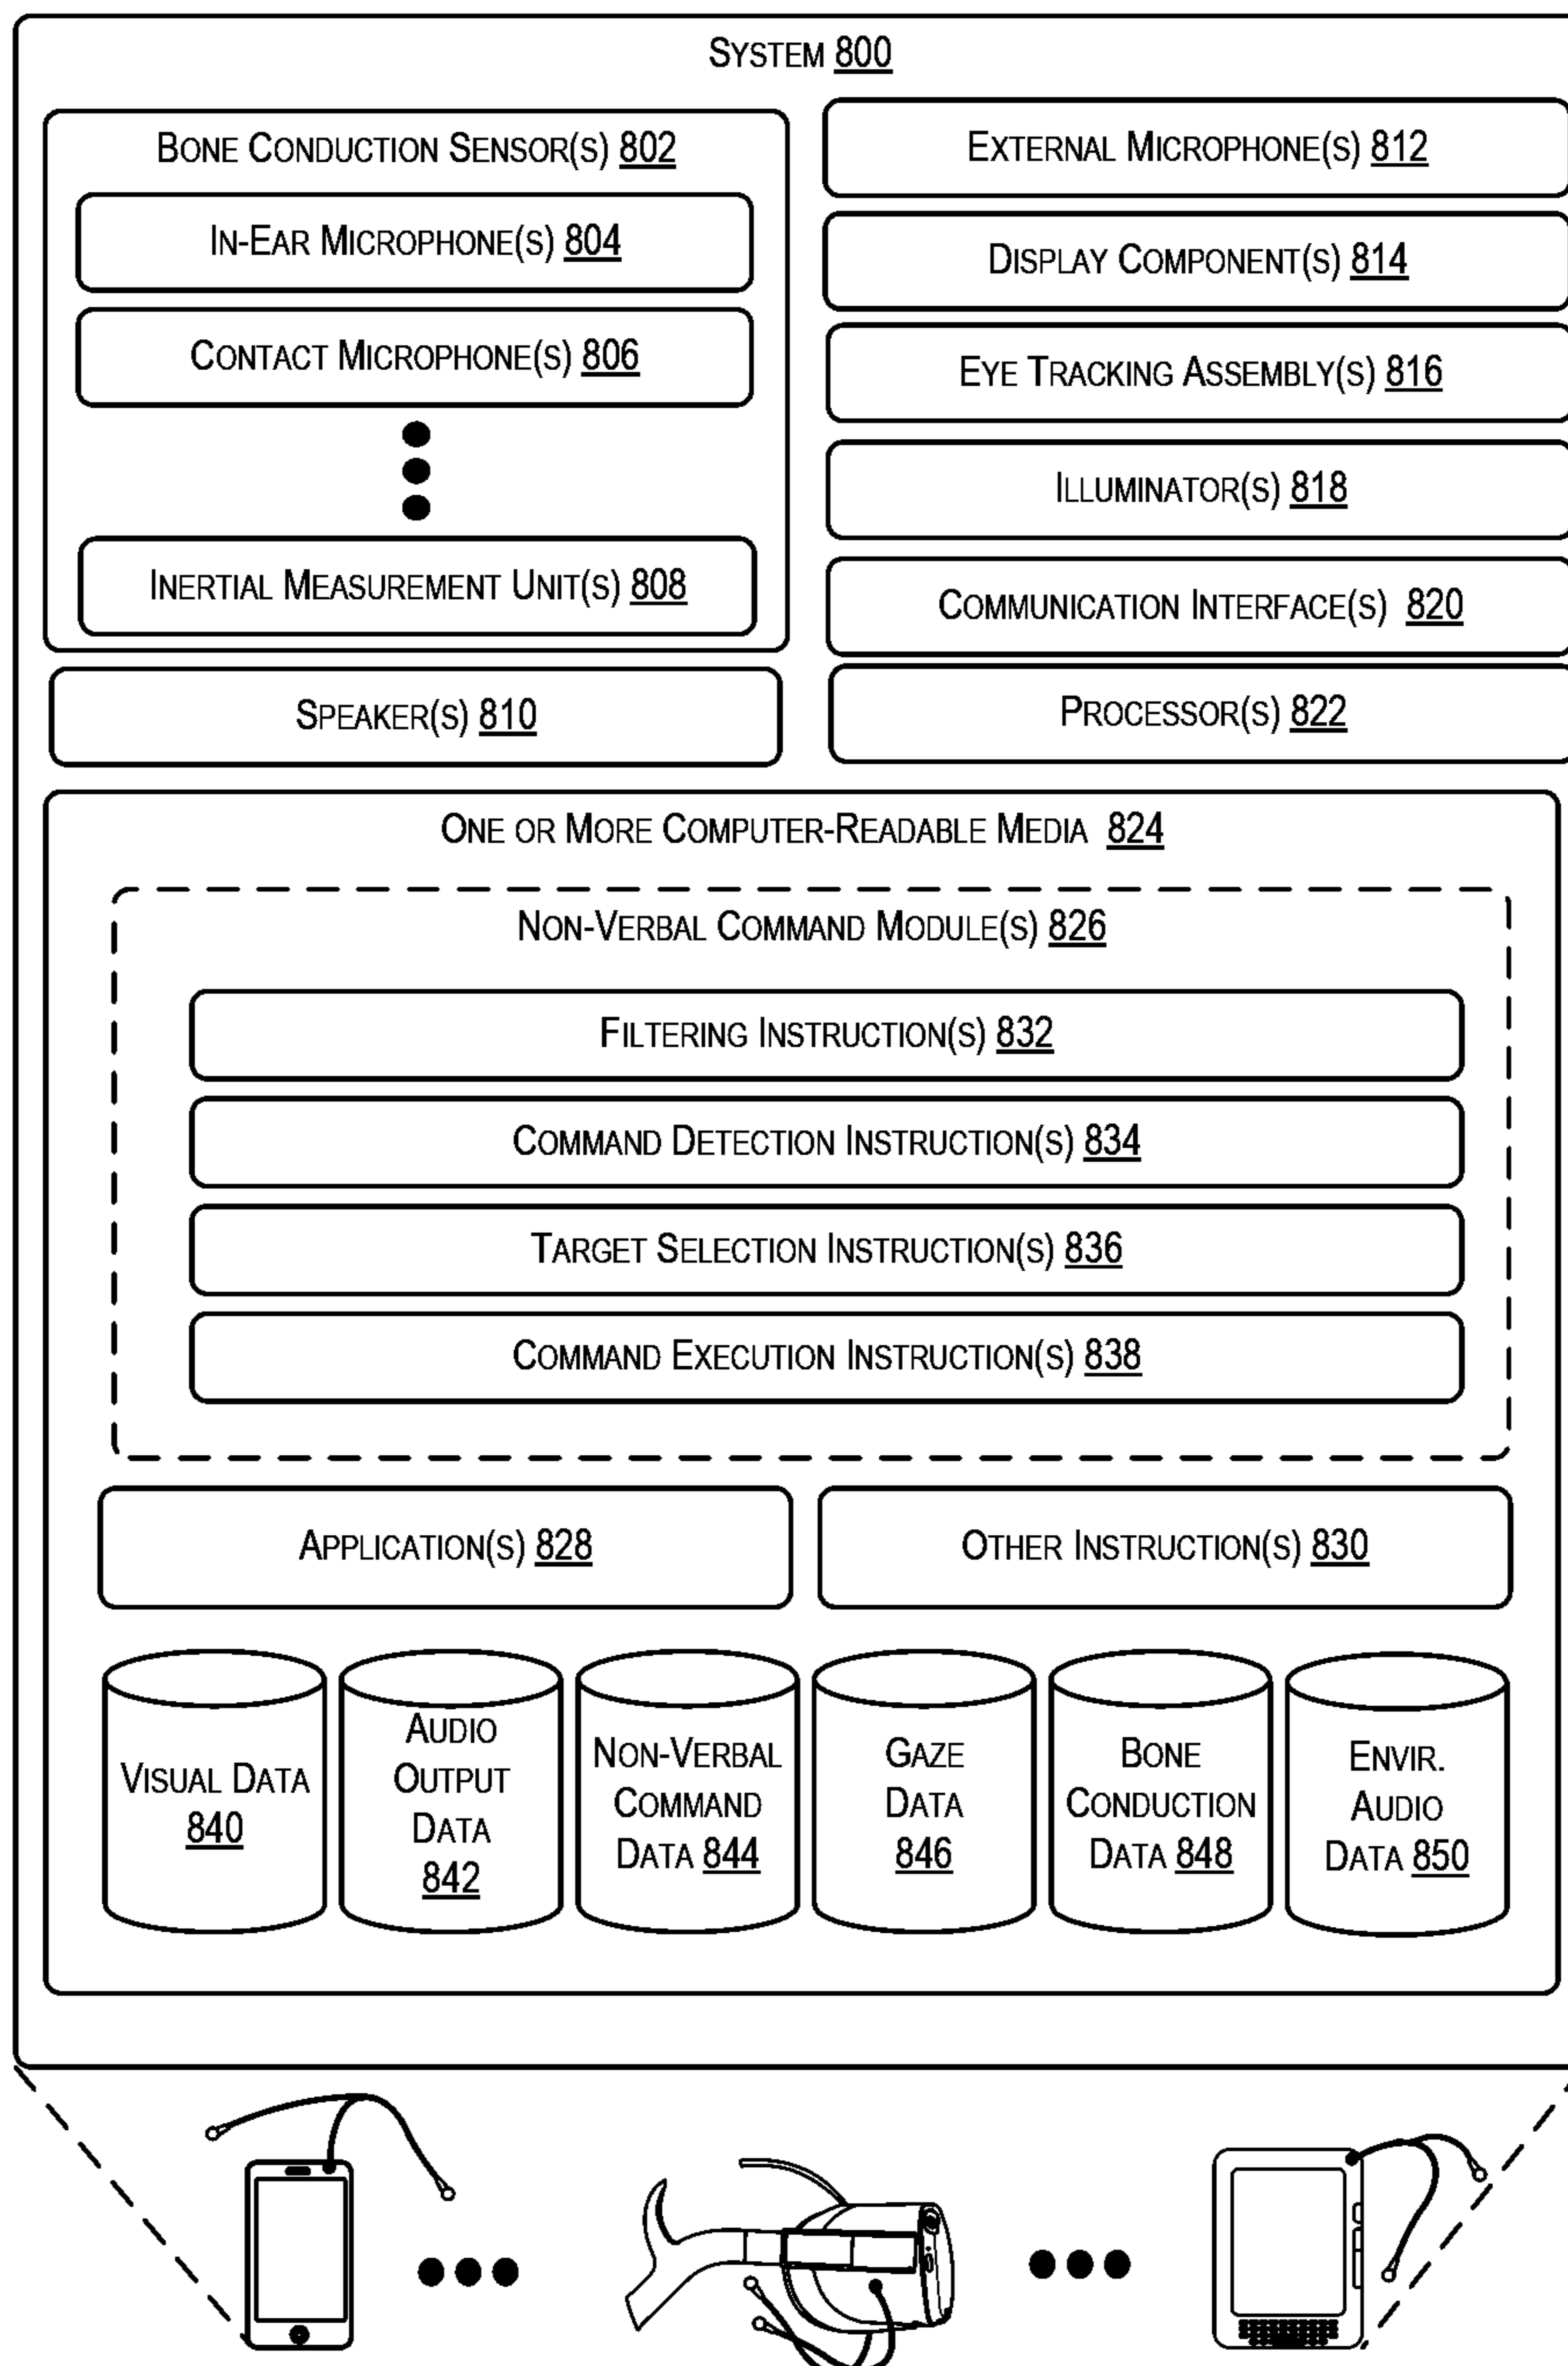 SYSTEM 800
BONE CONDUCTION SENSOR(S) 802
IN-EAR MICROPHONE(S) 804
CONTACT MICROPHONE(S) 806
INERTIAL MEASUREMENT UNIT(S) 808
SPEAKER(S) 810
EXTERNAL MICROPHONE(S) 812
DISPLAY COMPONENT(S) 814
EYE TRACKING ASSEMBLY(S) 816
ILLUMINATOR(S) 818
COMMUNICATION INTERFACE(S) 820
PROCESSOR(S) 822
ONE OR MORE COMPUTER-READABLE MEDIA 824
NON-VERBAL COMMAND MODULE(S) 826
FILTERING INSTRUCTION(S) 832
COMMAND DETECTION INSTRUCTION(S) 834
TARGET SELECTION INSTRUCTION(S) 836
COMMAND EXECUTION INSTRUCTION(S) 838
APPLICATION(S) 828
OTHER INSTRUCTION(S) 830
VISUAL DATA
840
AUDIO
OUTPUT
DATA
842
NON-VERBAL
COMMAND
DATA 844
GAZE
DATA
846
BONE
CONDUCTION
DATA 848
ENVIR.
AUDIO
DATA 850